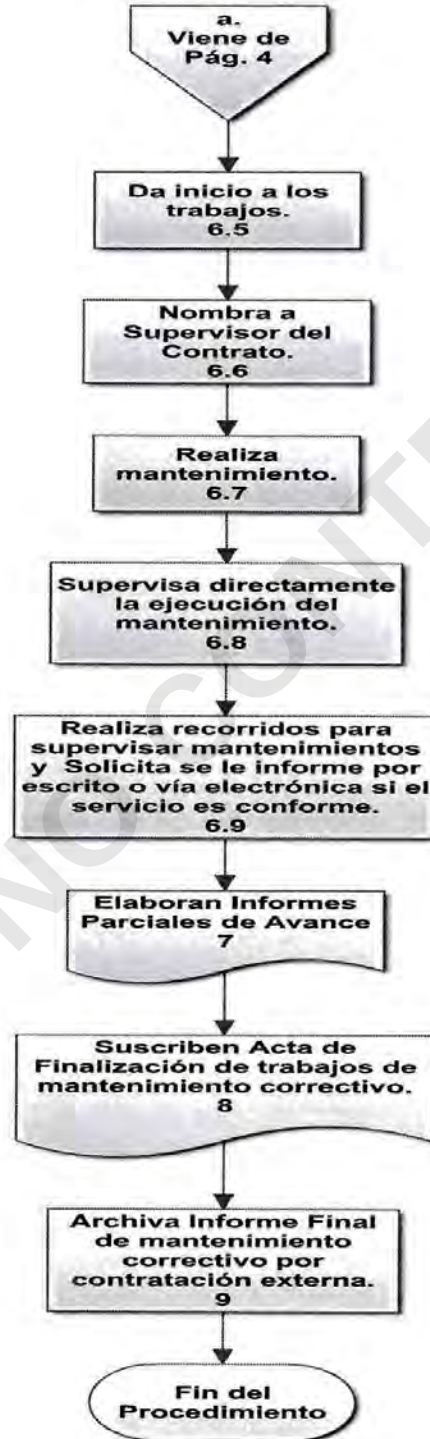 a.
Viene de
Pág. 4
Da inicio a los
trabajos.
6.5
Nombra a
Supervisor del
Contrato.
6.6
Realiza
mantenimiento.
6.7
Supervisa directamente
la ejecución del
mantenimiento.
6.8
Realiza recorridos para
supervisar mantenimientos
y Solicita se le informe por
escrito o vía electrónica si el
servicio es conforme.
6.9
Elaboran Informes
Parciales de Avance
7
Suscriben Acta de
Finalización de trabajos de
mantenimiento correctivo.
8
Archiva Informe Final
de mantenimiento
correctivo por
contratación externa.
9
Fin del
Procedimiento